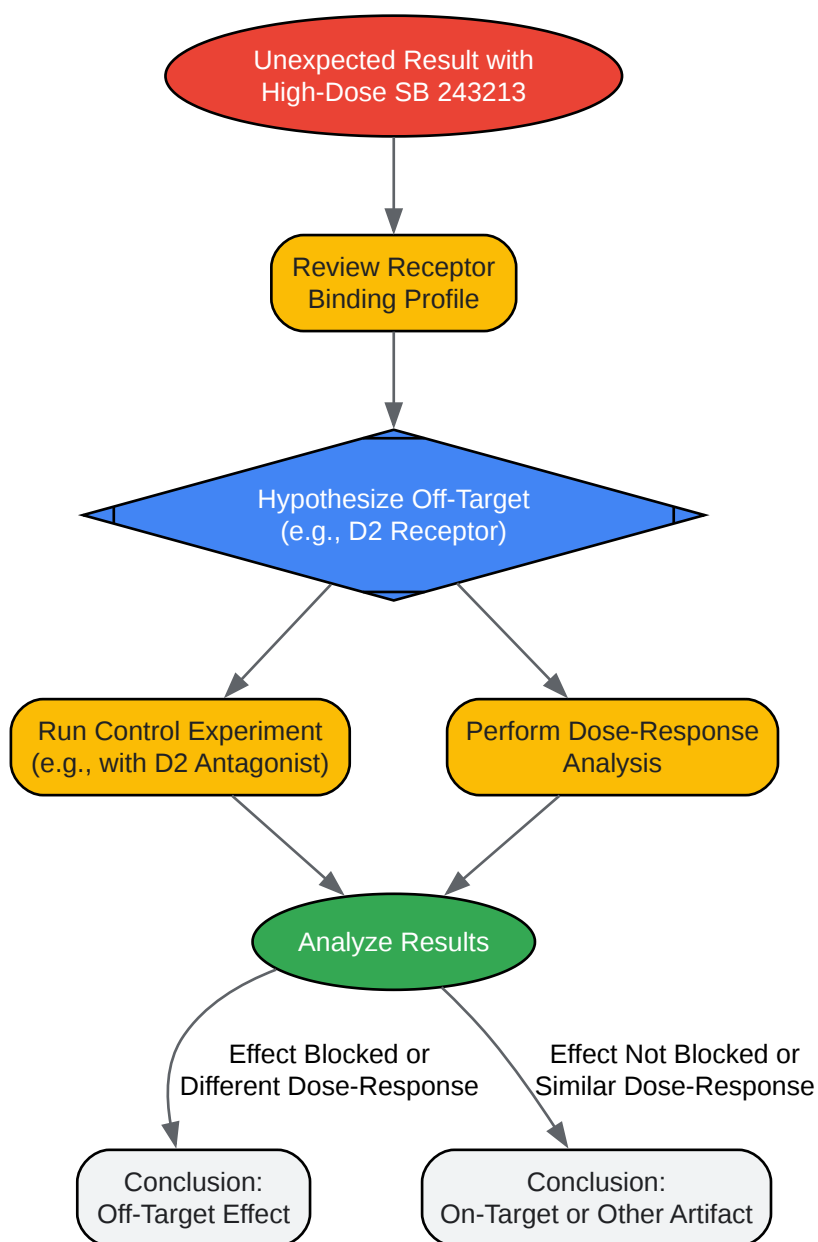 Unexpected Result with
High-Dose SB 243213
Review Receptor
Binding Profile
Hypothesize Off-Target
(e.g., D2 Receptor)
Run Control Experiment
(e.g., with D2 Antagonist)
Perform Dose-Response
Analysis
Analyze Results
Effect Blocked or
Different Dose-Response
Effect Not Blocked or
Similar Dose-Response
Conclusion:
Off-Target Effect
Conclusion:
On-Target or Other Artifact